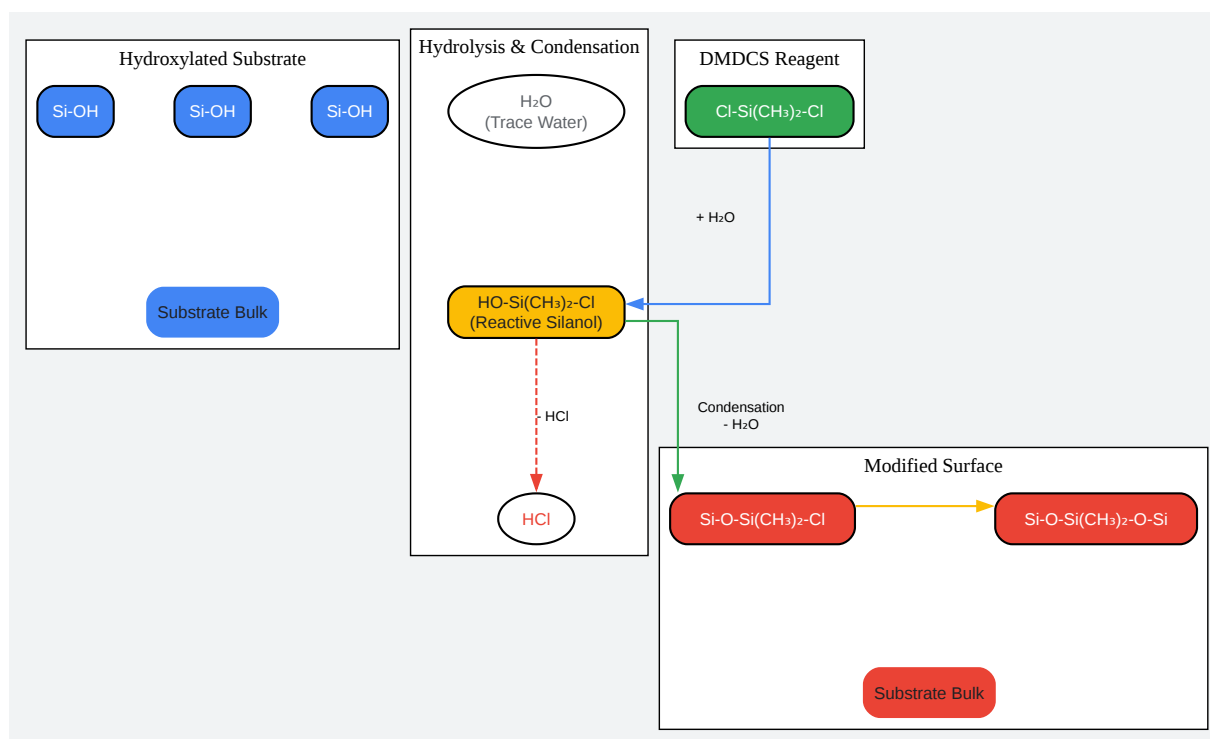 Hydroxylated Substrate
Si-OH
Si-OH
Si-OH
Substrate Bulk
Hydrolysis & Condensation
H₂O
(Trace Water)
HO-Si(CH₃)₂-Cl
(Reactive Silanol)
- HCl
HCl
DMDCS Reagent
Cl-Si(CH₃)₂-Cl
+ H₂O
Condensation
- H₂O
Modified Surface
Si-O-Si(CH₃)₂-Cl
Si-O-Si(CH₃)₂-O-Si
Substrate Bulk